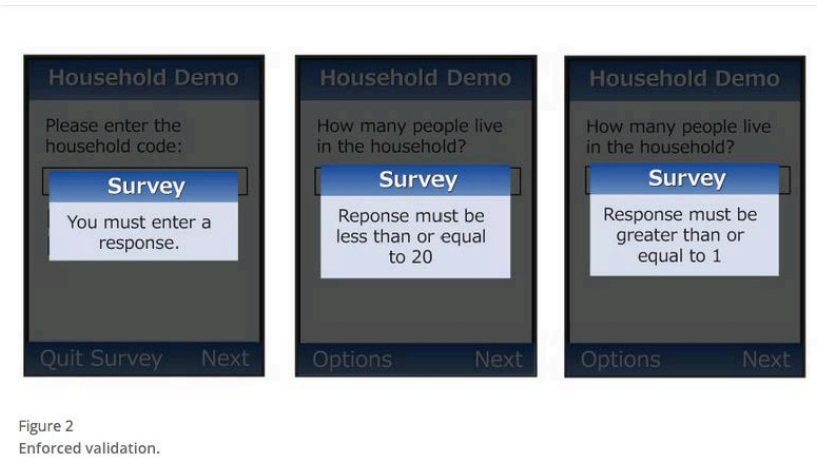 Household Demo
Please enter the
household code:
Survey
You must enter a
response.
Quit Survey Next
Household Demo
How many people live
in the household?
Survey
Reponse must be
less than or equal
to 20
Options Next
Household Demo
How many people live
in the household?
Survey
Response must be
greater than or
equal to 1
Options Next
Figure 2
Enforced validation.